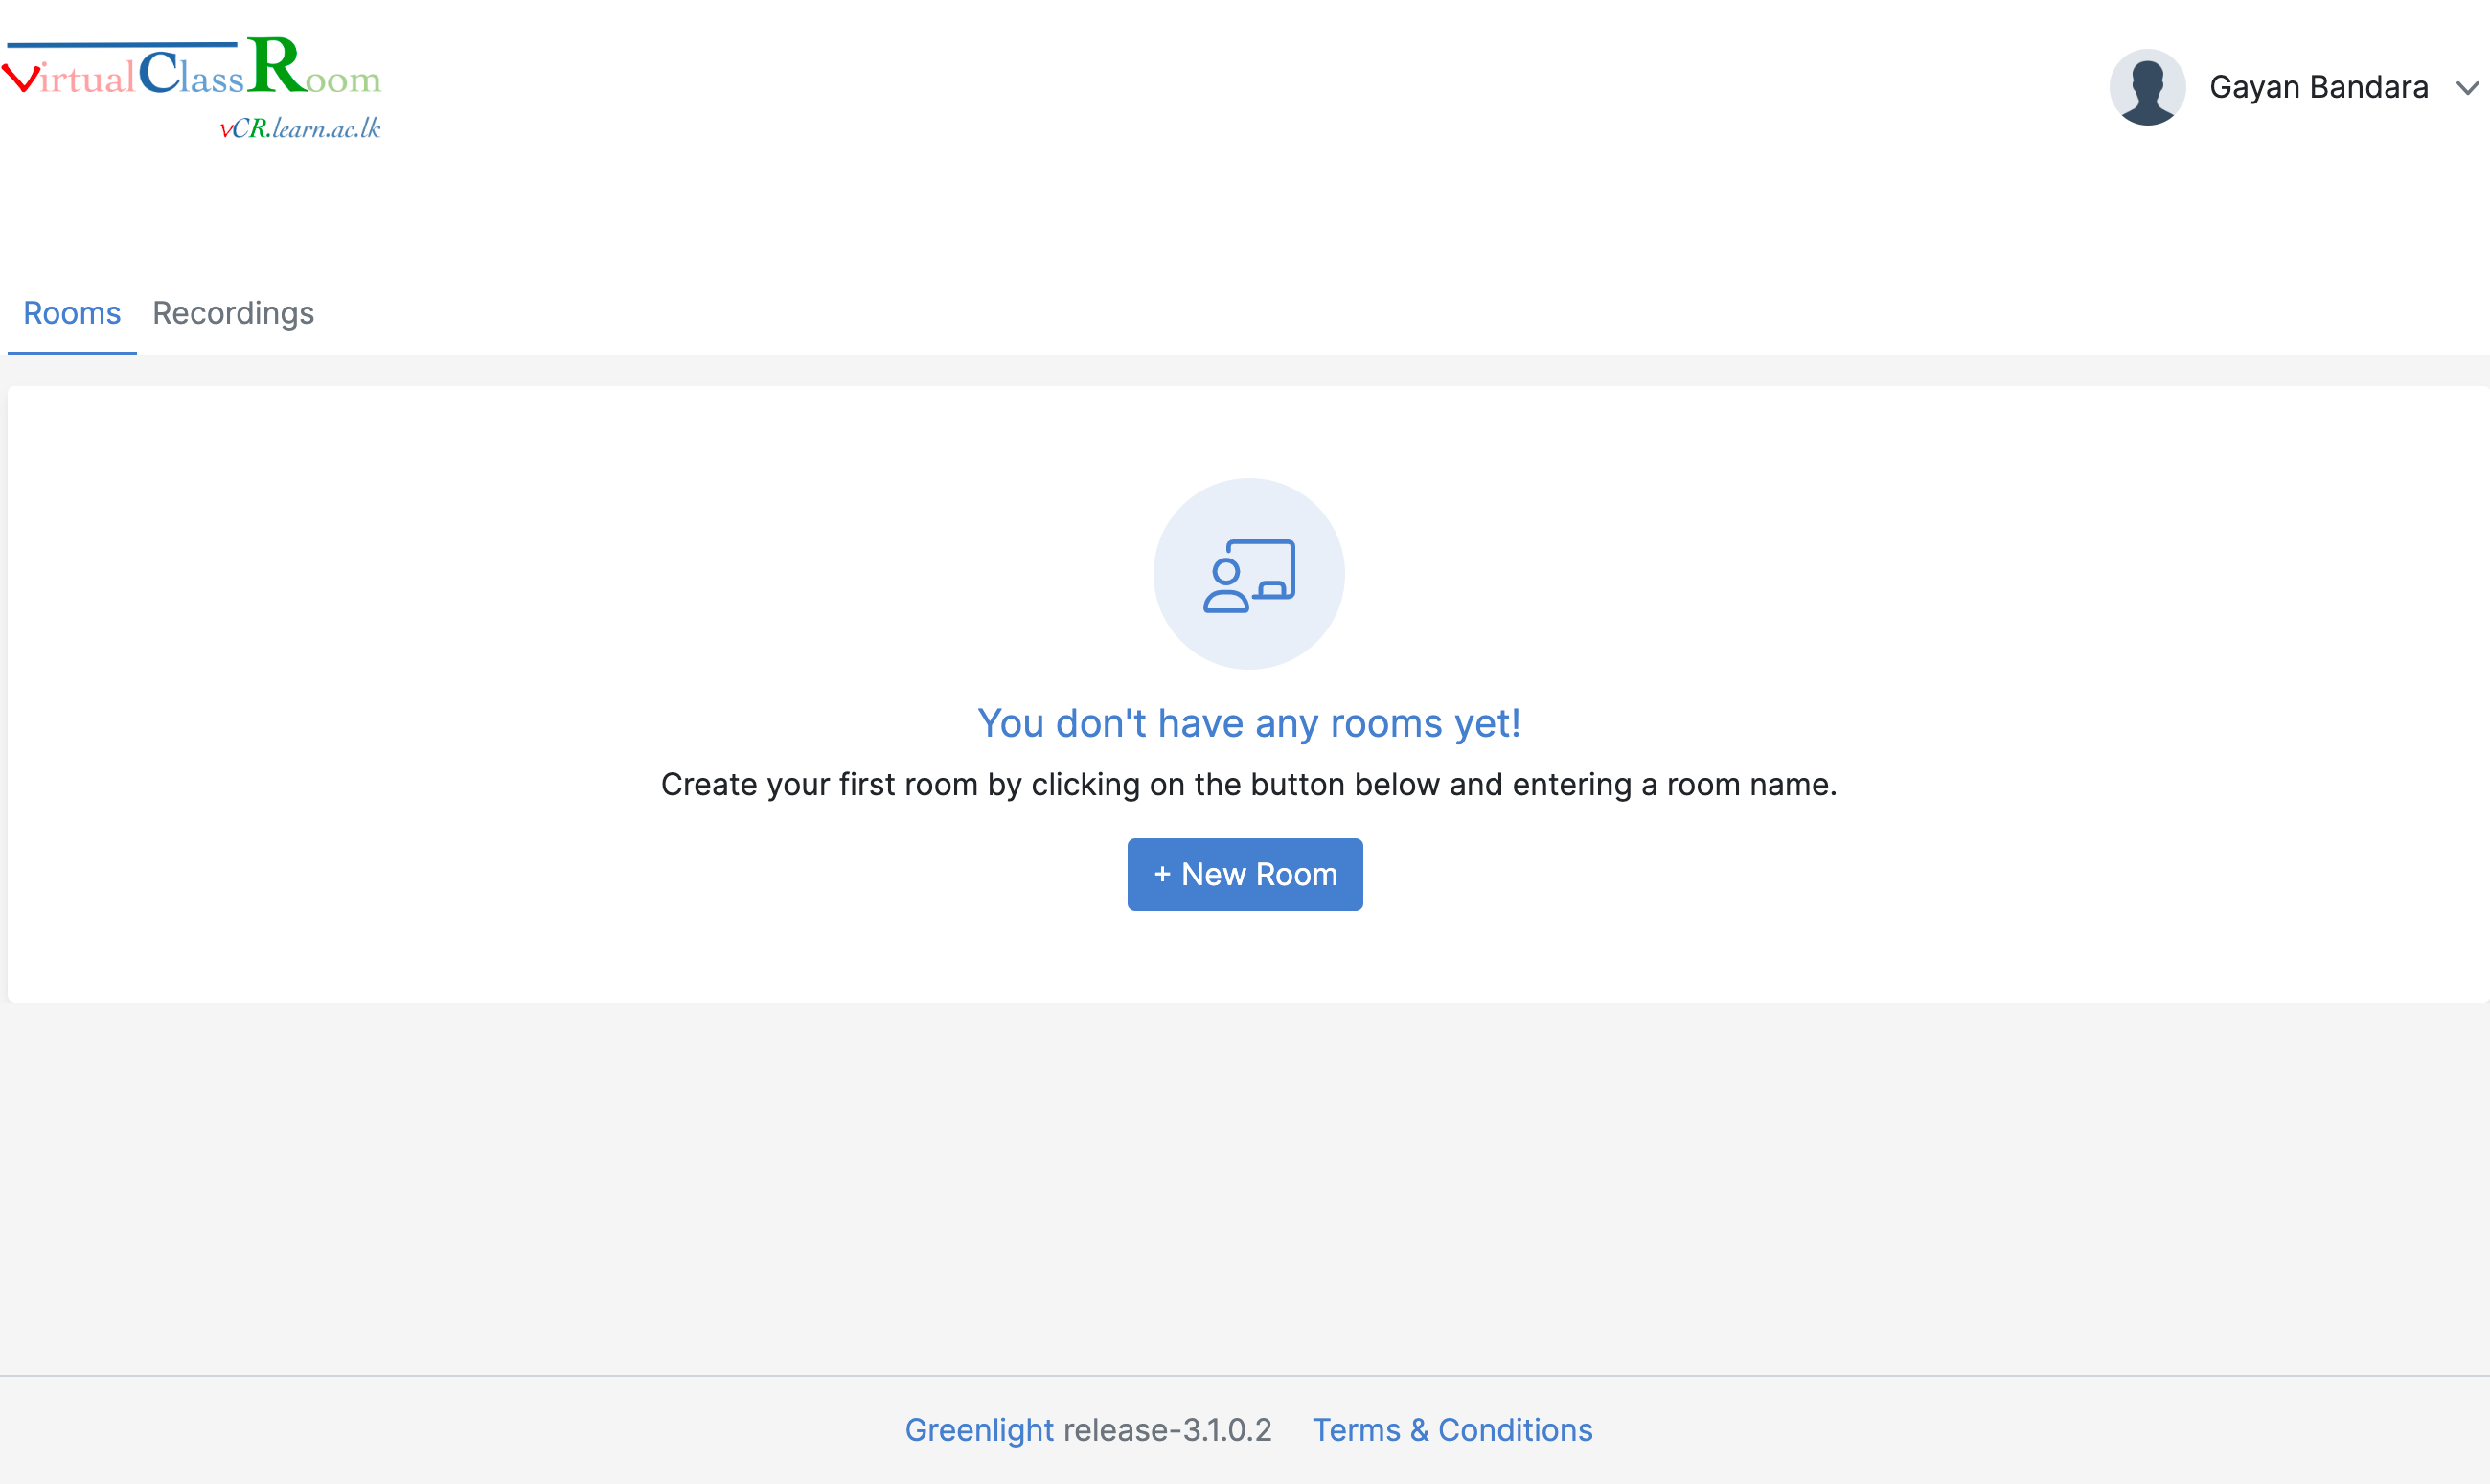 VirtualClassRoom
vCR.learn.ac.lk
Gayan Bandara
Rooms Recordings
You don't have any rooms yet!
Create your first room by clicking on the button below and entering a room name.
+ New Room
Greenlight release-3.1.0.2 Terms & Conditions